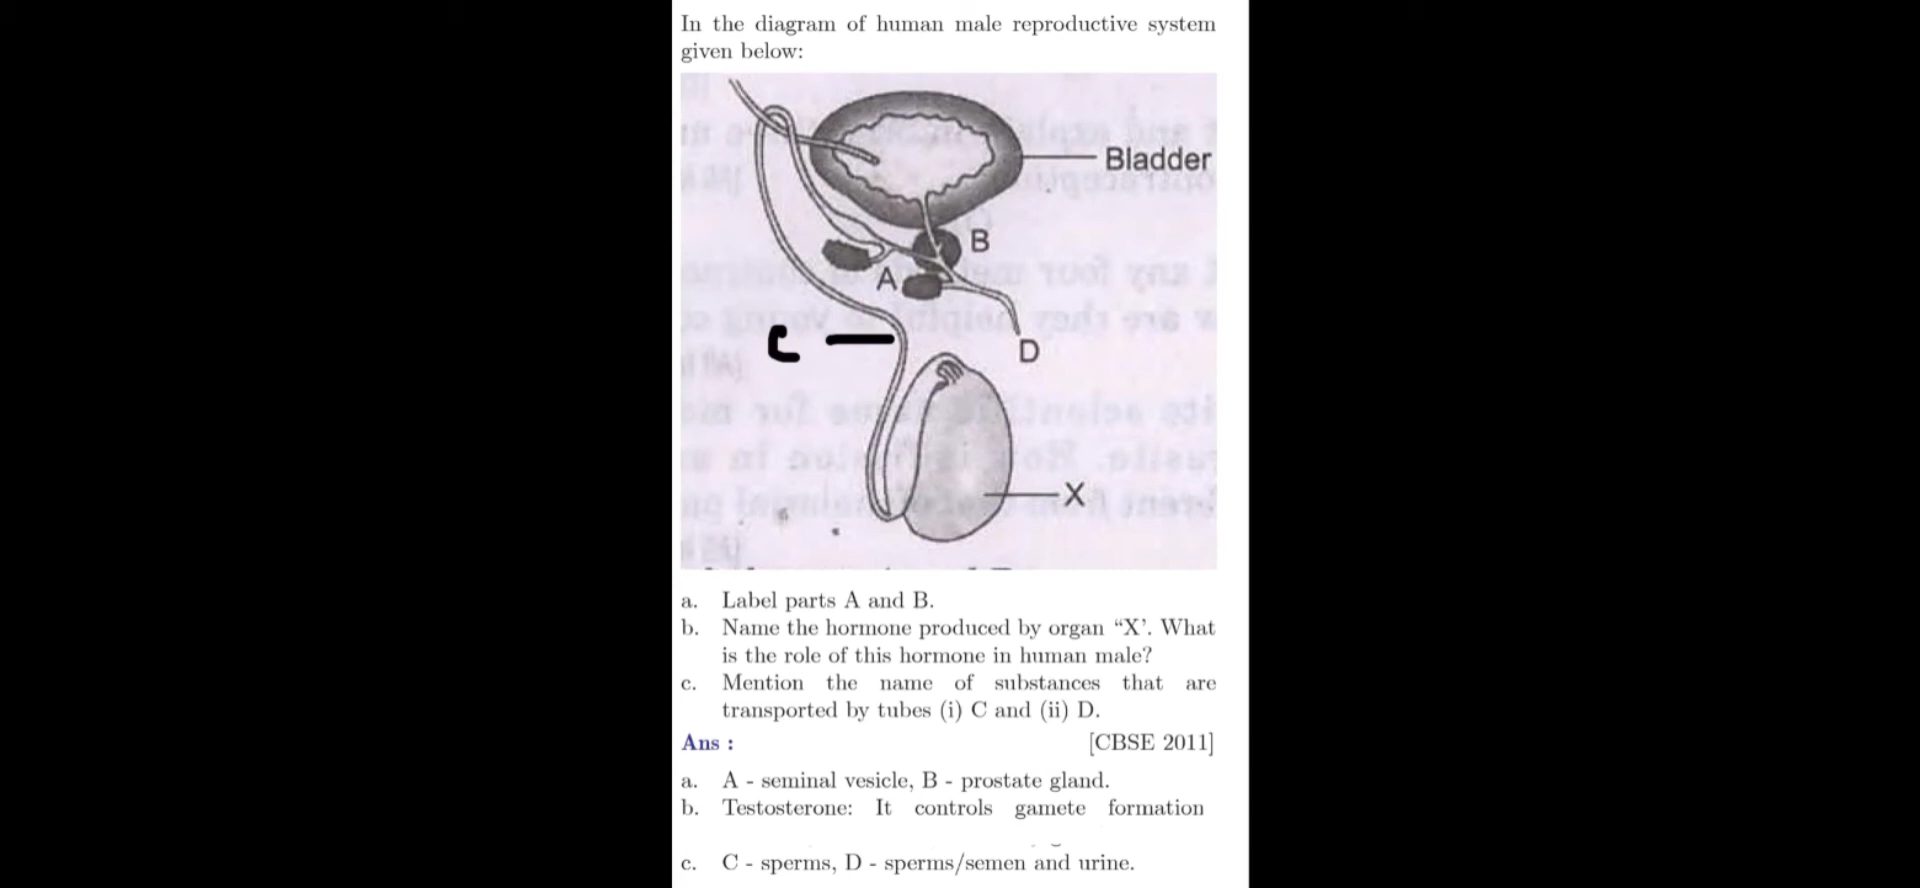 In the diagram of human male reproductive system
given below:
Bladder
B
A
C
D
X
a. Label parts A and B.
b. Name the hormone produced by organ “X’. What
is the role of this hormone in human male?
c. Mention the name of substances that are
transported by tubes (i) C and (ii) D.
Ans : [CBSE 2011]
a. A - seminal vesicle, B - prostate gland.
b. Testosterone: It controls gamete formation
c. C - sperms, D - sperms/semen and urine.